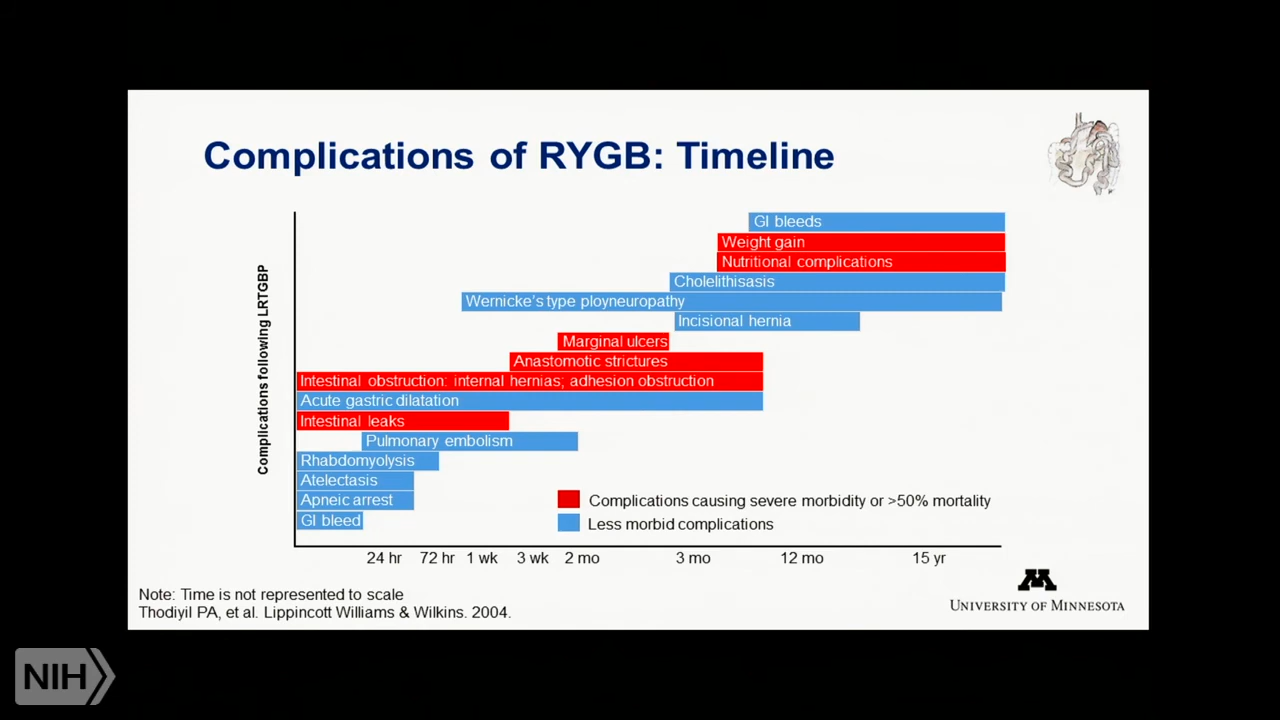 Complications of RYGB: Timeline
Complications following LRTGBP
GI bleeds
Weight gain
Nutritional complications
Cholelithisasis
Wernicke's type ployneuropathy
Incisional hernia
Marginal ulcers
Anastomotic strictures
Intestinal obstruction: internal hernias; adhesion obstruction
Acute gastric dilatation
Intestinal leaks
Pulmonary embolism
Rhabdomyolysis
Atelectasis
Apneic arrest
GI bleed
Complications causing severe morbidity or >50% mortality
Less morbid complications
24 hr 72 hr 1 wk 3 wk 2 mo 3 mo 12 mo 15 yr
Note: Time is not represented to scale
Thodiyil PA, et al. Lippincott Williams & Wilkins. 2004.
M
UNIVERSITY OF MINNESOTA
NIH